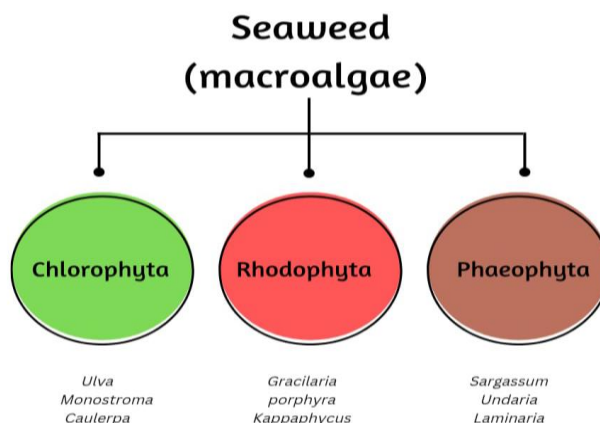 Seaweed
(macroalgae)
Chlorophyta
Rhodophyta
Phaeophyta
Ulva
Monostroma
Caulerpa
Gracilaria
porphyra
Kappaphycus
Sargassum
Undaria
Laminaria